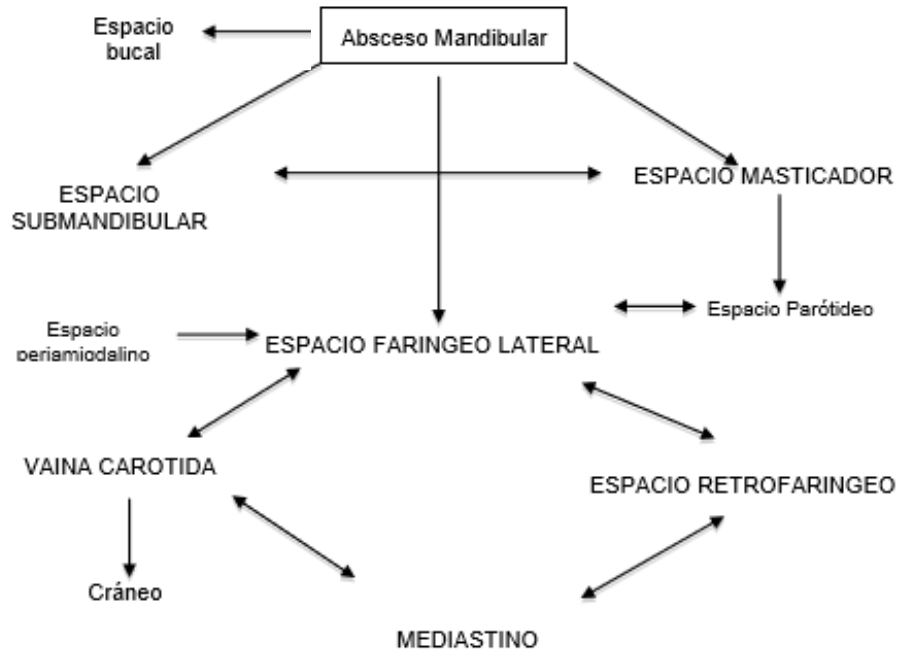 Espacio
bucal
Absceso Mandibular
ESPACIO
SUBMANDIBULAR
ESPACIO MASTICADOR
Espacio Parótideo
Espacio
periamiodalino
ESPACIO FARINGEO LATERAL
VAINA CAROTIDA
ESPACIO RETROFARINGEO
Cráneo
MEDIASTINO